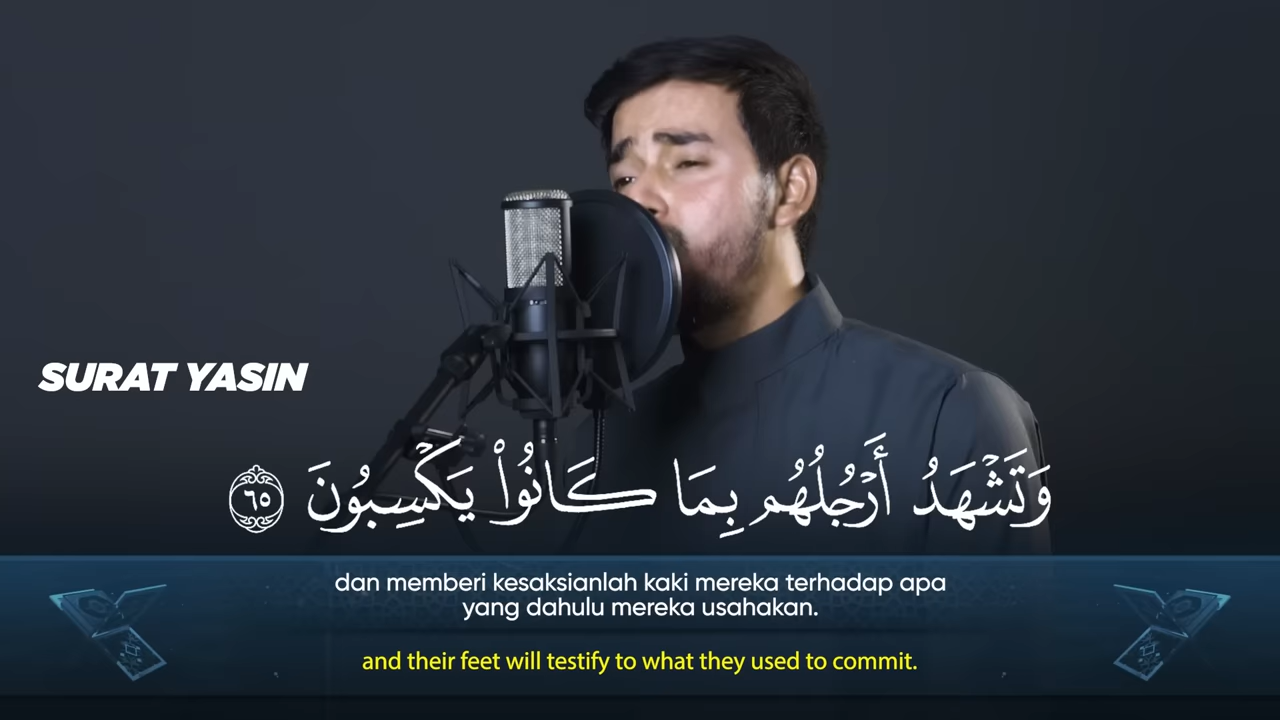 SURAT YASIN
وَتَشْهَدُ أَرْجُلُهُم بِمَا كَانُوا۟ يَكْسِبُونَ ٦٥
dan memberi kesaksianlah kaki mereka terhadap apa
yang dahulu mereka usahakan.
and their feet will testify to what they used to commit.